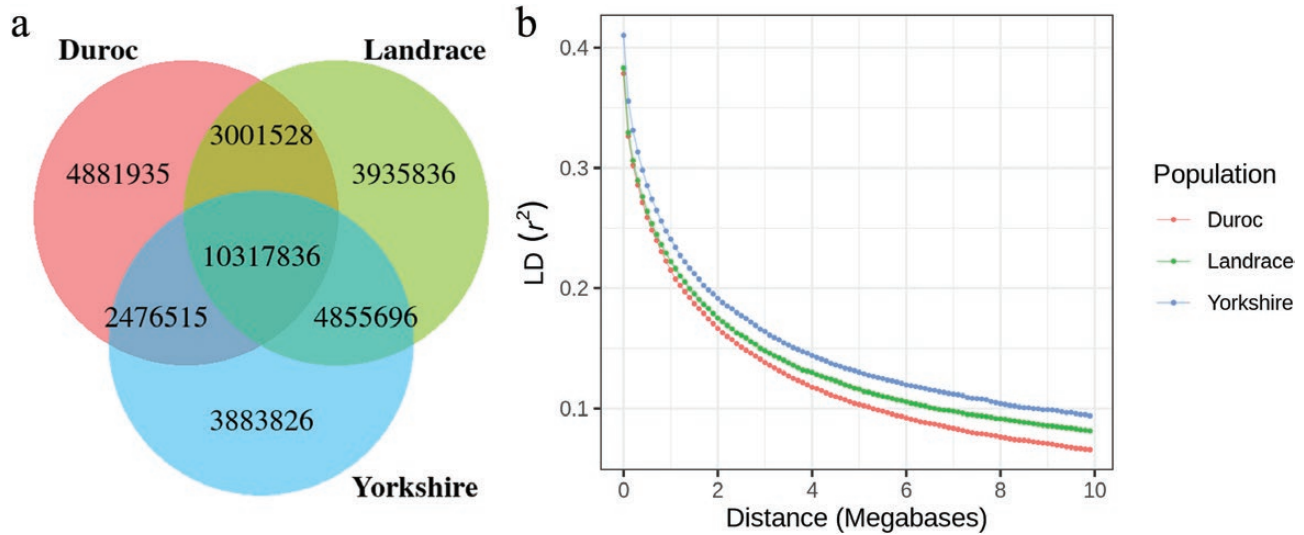 a
Duroc
Landrace
3001528
4881935
3935836
10317836
2476515
4855696
3883826
Yorkshire
b
0.4
0.3
0.2
0.1
LD (r²)
0
2
4
6
8
10
Distance (Megabases)
Population
Duroc
Landrace
Yorkshire